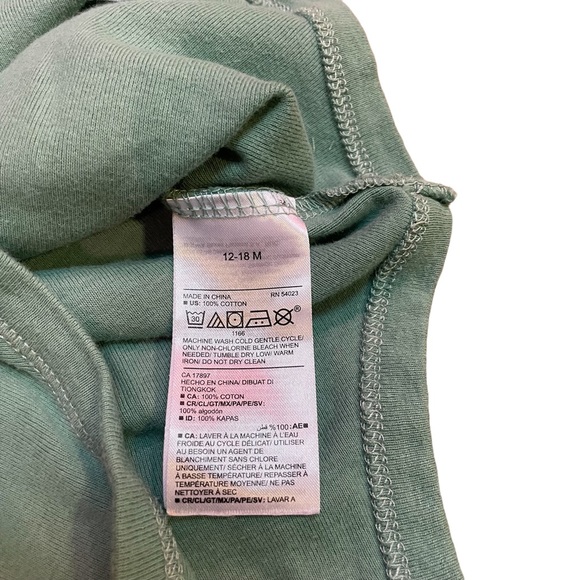 12-18 M
MADE IN CHINA RN 54023
■ US: 100% COTTON
30
1166
MACHINE WASH COLD GENTLE CYCLE/
ONLY NON-CHLORINE BLEACH WHEN
NEEDED/ TUMBLE DRY LOW/ WARM
IRON/ DO NOT DRY CLEAN
CA 17897
HECHO EN CHINA/ DIBUAT DI
TIONGKOK
■ CA: 100% COTON
■ CR/CL/GT/MX/PA/PE/SV:
100% algodón
■ ID: 100% KAPAS
%100 قطن :AE■
■ CA: LAVER À LA MACHINE À L'EAU
FROIDE AU CYCLE DÉLICAT/ UTILISER
AU BESOIN UN AGENT DE
BLANCHIMENT SANS CHLORE
UNIQUEMENT/ SÉCHER À LA MACHINE
À BASSE TEMPÉRATURE/ REPASSER À
TEMPÉRATURE MOYENNE/ NE PAS
NETTOYER À SEC
■ CR/CL/GT/MX/PA/PE/SV: LAVAR A